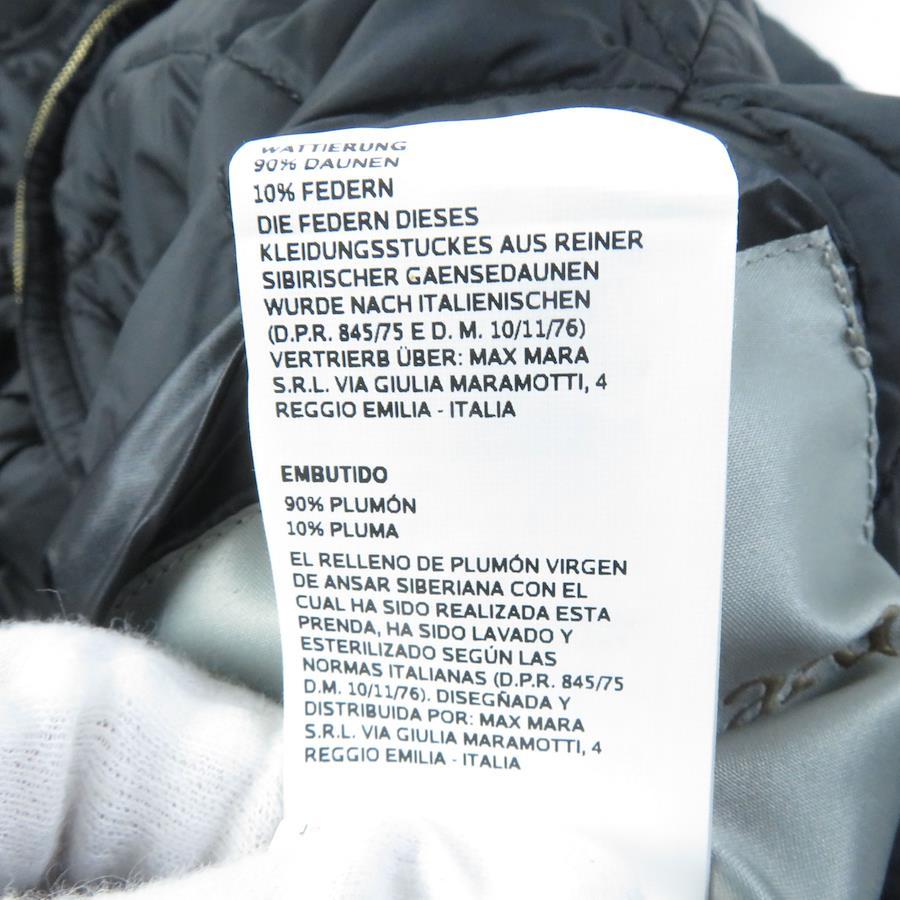 WATTIERUNG
90% DAUNEN
10% FEDERN
DIE FEDERN DIESES
KLEIDUNGSSTUCKES AUS REINER
SIBIRISCHER GAENSEDAUNEN
WURDE NACH ITALIENISCHEN
(D.P.R. 845/75 E D. M. 10/11/76)
VERTRIERB ÜBER: MAX MARA
S.R.L. VIA GIULIA MARAMOTTI, 4
REGGIO EMILIA - ITALIA
EMBUTIDO
90% PLUMÓN
10% PLUMA
EL RELLENO DE PLUMÓN VIRGEN
DE ANSAR SIBERIANA CON EL
CUAL HA SIDO REALIZADA ESTA
PRENDA, HA SIDO LAVADO Y
ESTERILIZADO SEGÚN LAS
NORMAS ITALIANAS (D.P.R. 845/75
D.M. 10/11/76). DISEGÑADA Y
DISTRIBUIDA POR: MAX MARA
S.R.L. VIA GIULIA MARAMOTTI, 4
REGGIO EMILIA - ITALIA